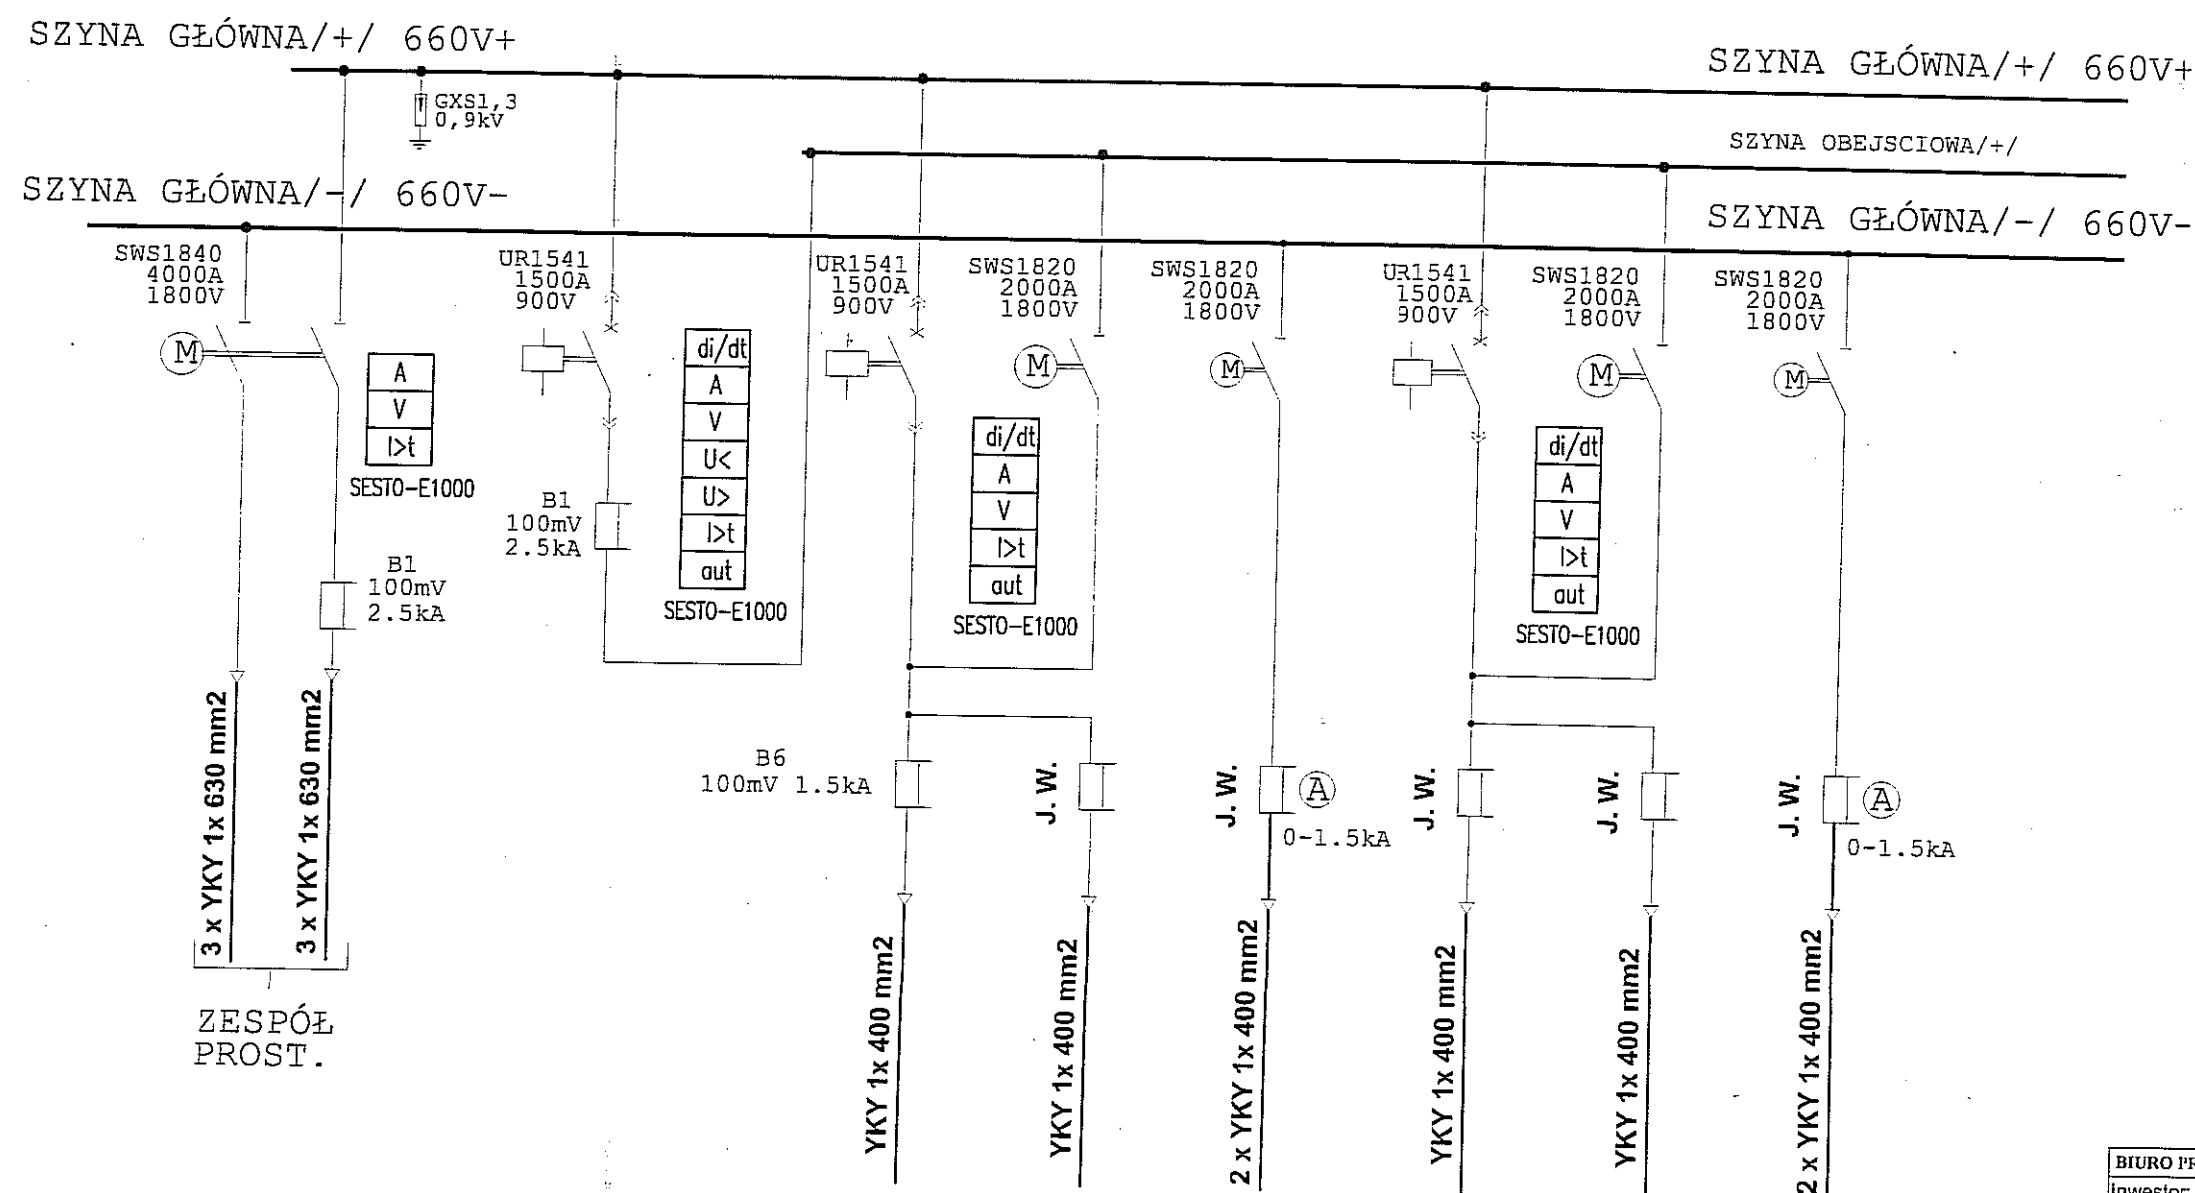 SZYNA GŁÓWNA/+/ 660V+
SZYNA GŁÓWNA/+/ 660V+
GXS1,3
0,9kV
SZYNA OBEJSCIOWA/+/
SZYNA GŁÓWNA/-/ 660V-
SZYNA GŁÓWNA/-/ 660V-
SWS1840
4000A
1800V
M
A
V
I>t
SESTO-E1000
B1
100mV
2.5kA
3 x YKY 1x 630 mm2
3 x YKY 1x 630 mm2
ZESPÓŁ
PROST.
UR1541
1500A
900V
di/dt
A
V
U<
U>
I>t
aut
SESTO-E1000
B1
100mV
2.5kA
UR1541
1500A
900V
SWS1820
2000A
1800V
M
di/dt
A
V
I>t
aut
SESTO-E1000
B6
100mV 1.5kA
J. W.
YKY 1x 400 mm2
YKY 1x 400 mm2
SWS1820
2000A
1800V
M
J. W.
A
0-1.5kA
2 x YKY 1x 400 mm2
UR1541
1500A
900V
SWS1820
2000A
1800V
M
di/dt
A
V
I>t
aut
SESTO-E1000
J. W.
J. W.
YKY 1x 400 mm2
YKY 1x 400 mm2
SWS1820
2000A
1800V
M
J. W.
A
0-1.5kA
2 x YKY 1x 400 mm2
BIURO PR